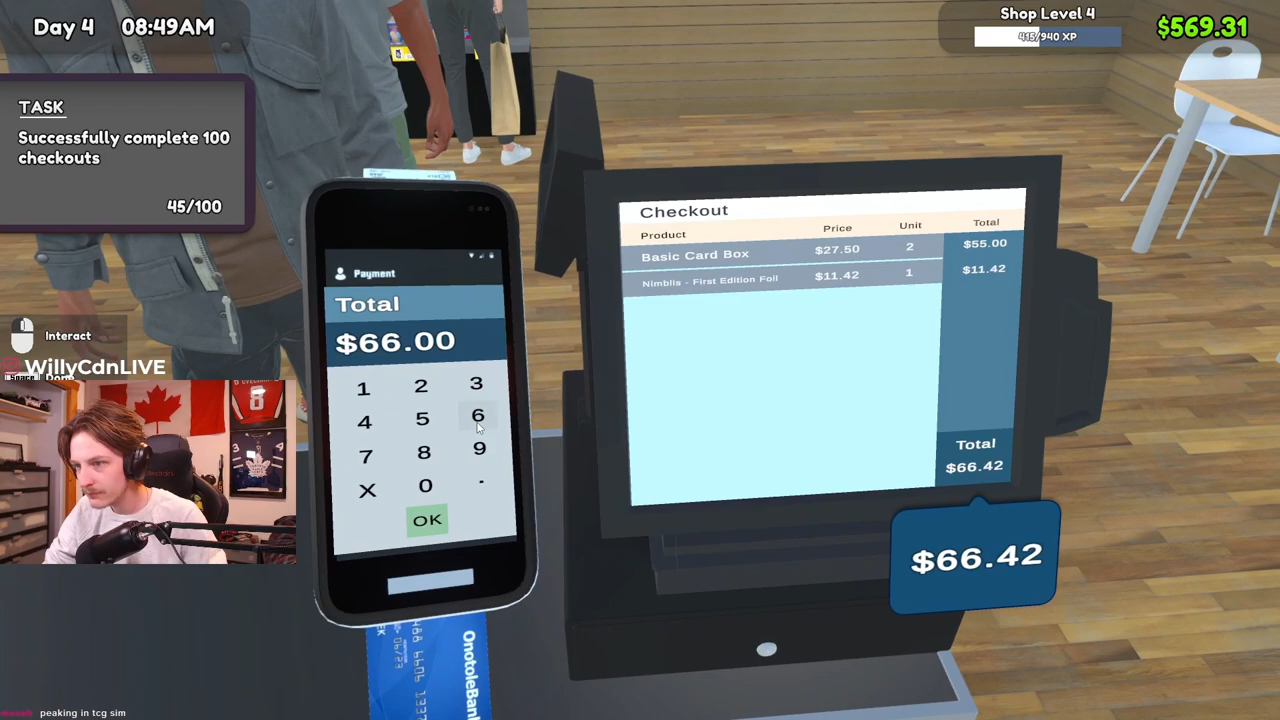 Day 4 08:49AM
Shop Level 4
415/940 XP
$569.31
TASK
Successfully complete 100
checkouts
45/100
Interact
WillyCdnLIVE
Payment
Total
$66.00
1 2 3
4 5 6
7 8 9
X 0 .
OK
Checkout
Product Price Unit Total
Basic Card Box $27.50 2 $55.00
Nimblis - First Edition Foil $11.42 1 $11.42
Total
$66.42
$66.42
OnotoleBank
peaking in tcg sim